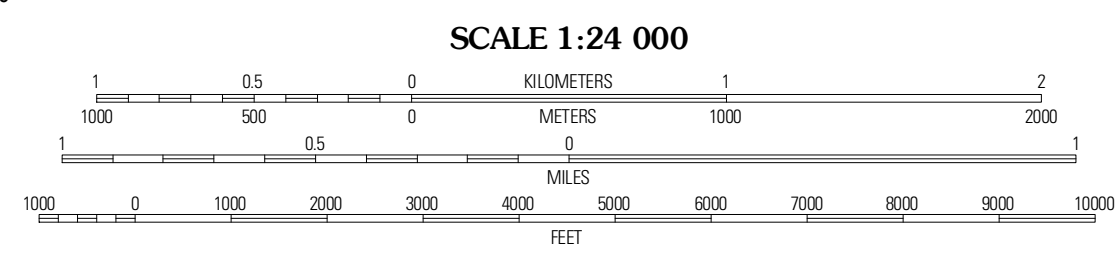 SCALE 1:24 000
1 0.5 0 KILOMETERS 1 2
1000 500 0 METERS 1000 2000
1 0.5 0 1
MILES
1000 0 1000 2000 3000 4000 5000 6000 7000 8000 9000 10000
FEET